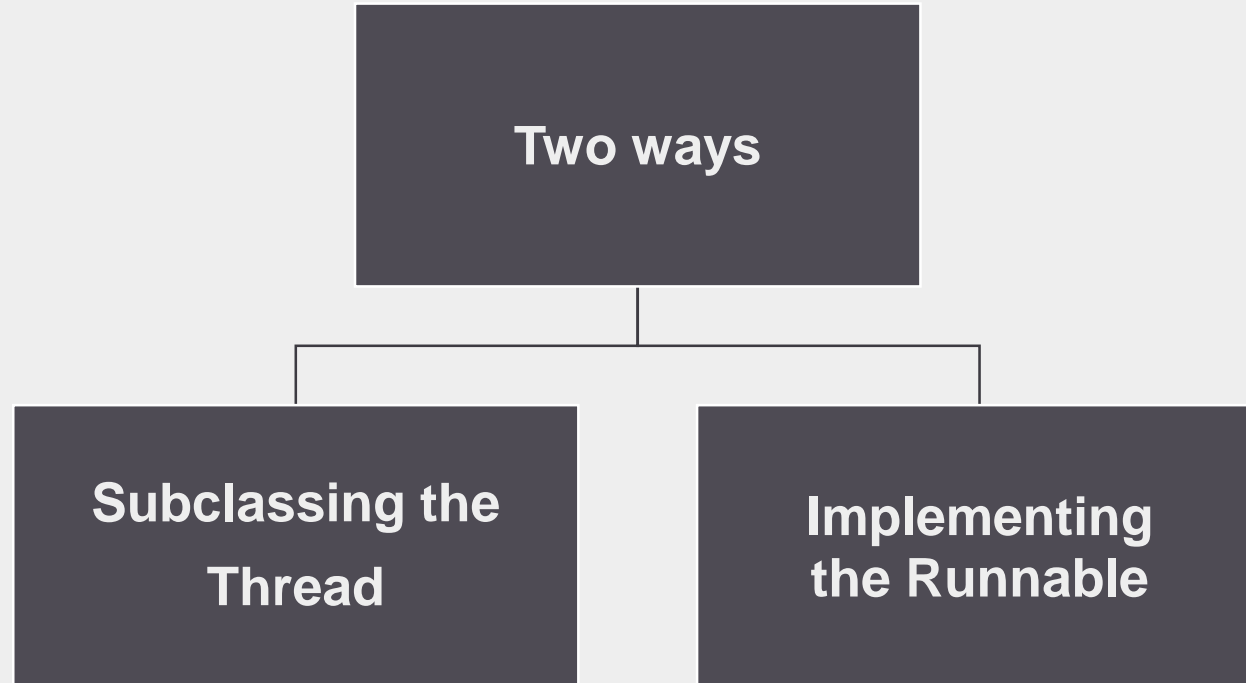 Two ways
Subclassing the
Thread
Implementing
the Runnable